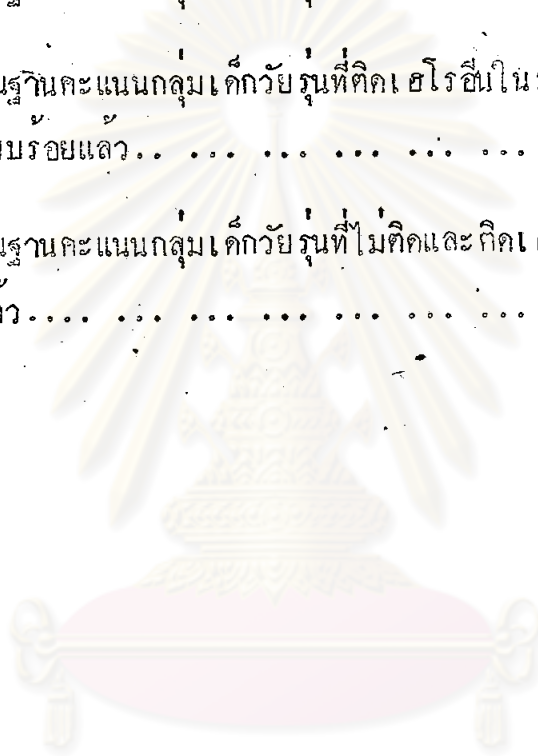 นฐานคะแนนกลุ่มเด็กวัยรุ่นที่ติดเฮโรอีนใน
บร้อยแล้ว.. ... ... ... ... ...
นฐานคะแนนกลุ่มเด็กวัยรุ่นที่ไม่ติดและติดเ
ว.... ... ... ... ... ... ...